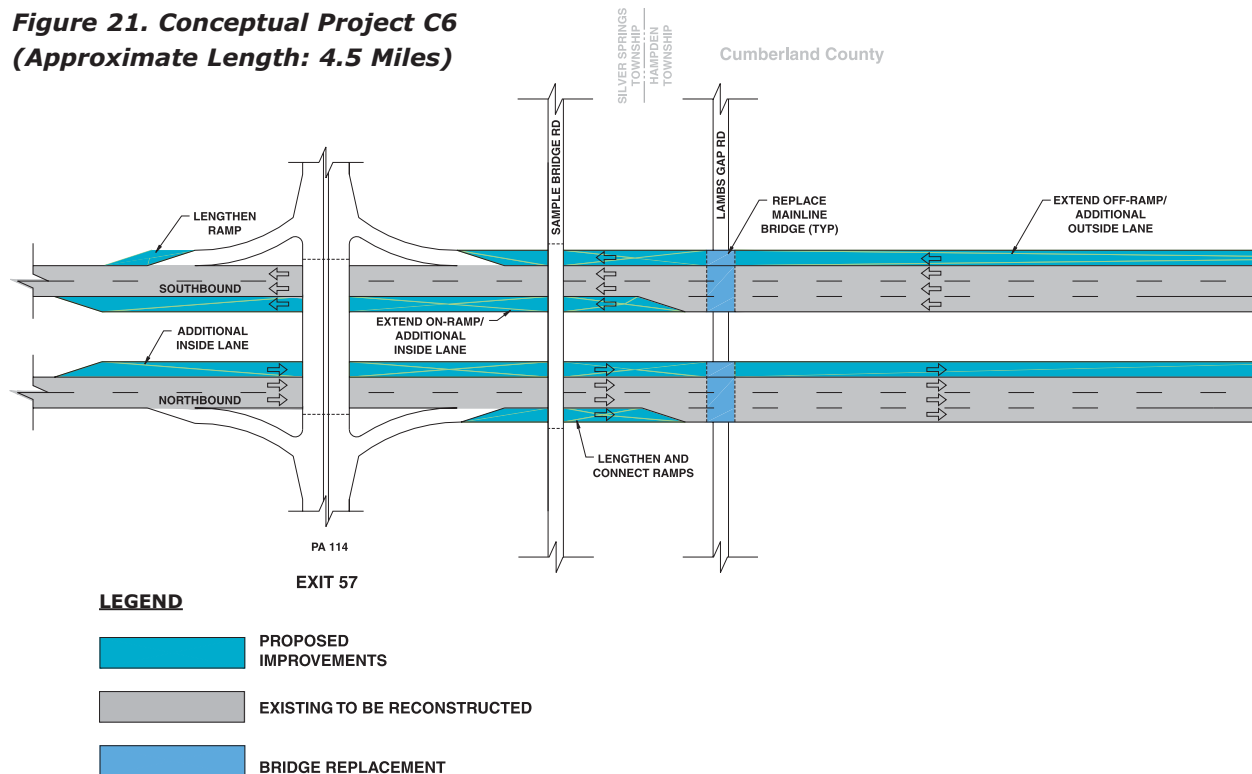 Figure 21. Conceptual Project C6
(Approximate Length: 4.5 Miles)
SILVER SPRINGS
TOWNSHIP
HAMPDEN
TOWNSHIP
Cumberland County
SAMPLE BRIDGE RD
LAMBS GAP RD
LENGTHEN
RAMP
REPLACE
MAINLINE
BRIDGE (TYP)
EXTEND OFF-RAMP/
ADDITIONAL
OUTSIDE LANE
SOUTHBOUND
ADDITIONAL
INSIDE LANE
EXTEND ON-RAMP/
ADDITIONAL
INSIDE LANE
NORTHBOUND
LENGTHEN AND
CONNECT RAMPS
PA 114
EXIT 57
LEGEND
PROPOSED
IMPROVEMENTS
EXISTING TO BE RECONSTRUCTED
BRIDGE REPLACEMENT